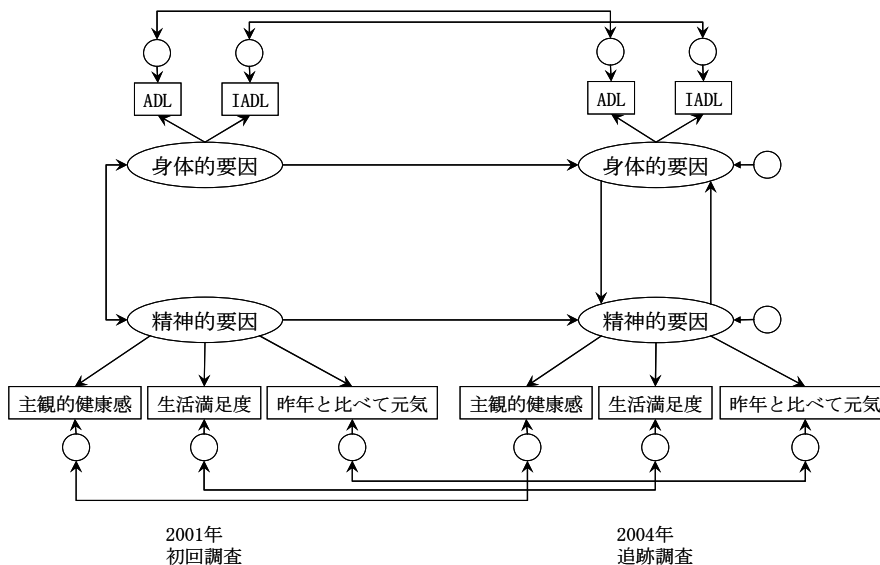 ADL
IADL
ADL
IADL
身体的要因
身体的要因
精神的要因
精神的要因
主観的健康感
生活満足度
昨年と比べて元気
主観的健康感
生活満足度
昨年と比べて元気
2001年
初回調査
2004年
追跡調査